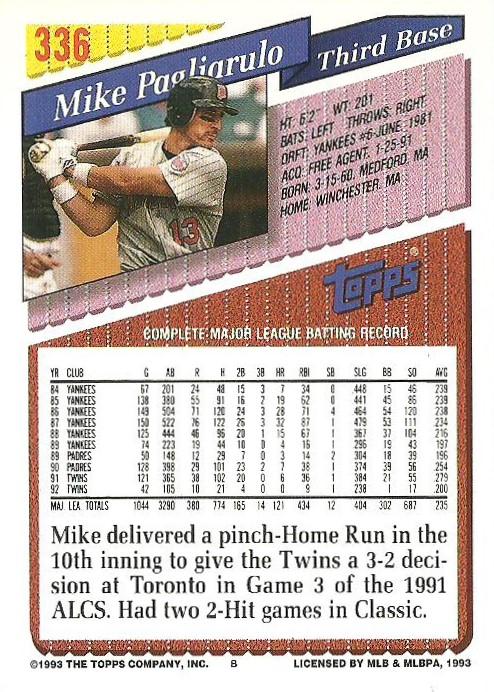 336
Mike Pagliarulo
Third Base
HT: 6'2" WT: 201
BATS: LEFT THROWS: RIGHT
DRFT: YANKEES #6-JUNE, 1981
ACQ: FREE AGENT, 1-25-91
BORN: 3-15-60, MEDFORD, MA
HOME: WINCHESTER, MA
13
TOPPS®
COMPLETE MAJOR LEAGUE BATTING RECORD
YR CLUB G AB R H 2B 3B HR RBI SB SLG BB SO AVG
84 YANKEES 67 201 24 48 15 3 7 34 0 448 15 46 239
85 YANKEES 138 380 55 91 16 2 19 62 0 441 45 86 239
86 YANKEES 149 504 71 120 24 3 28 71 4 464 54 120 238
87 YANKEES 150 522 76 122 26 3 32 87 1 479 53 111 234
88 YANKEES 125 444 46 96 20 1 15 67 1 367 37 104 216
89 YANKEES 74 223 19 44 10 0 4 16 1 296 19 43 197
89 PADRES 50 148 12 29 7 0 3 14 2 304 18 39 196
90 PADRES 128 398 29 101 23 2 7 38 1 374 39 56 254
91 TWINS 121 365 38 102 20 0 6 36 1 384 21 55 279
92 TWINS 42 105 10 21 4 0 0 9 1 238 1 17 200
MAJ. LEA. TOTALS 1044 3290 380 774 165 14 121 434 12 404 302 687 235
Mike delivered a pinch-Home Run in the
10th inning to give the Twins a 3-2 deci-
sion at Toronto in Game 3 of the 1991
ALCS. Had two 2-Hit games in Classic.
©1993 THE TOPPS COMPANY, INC. B LICENSED BY MLB & MLBPA, 1993